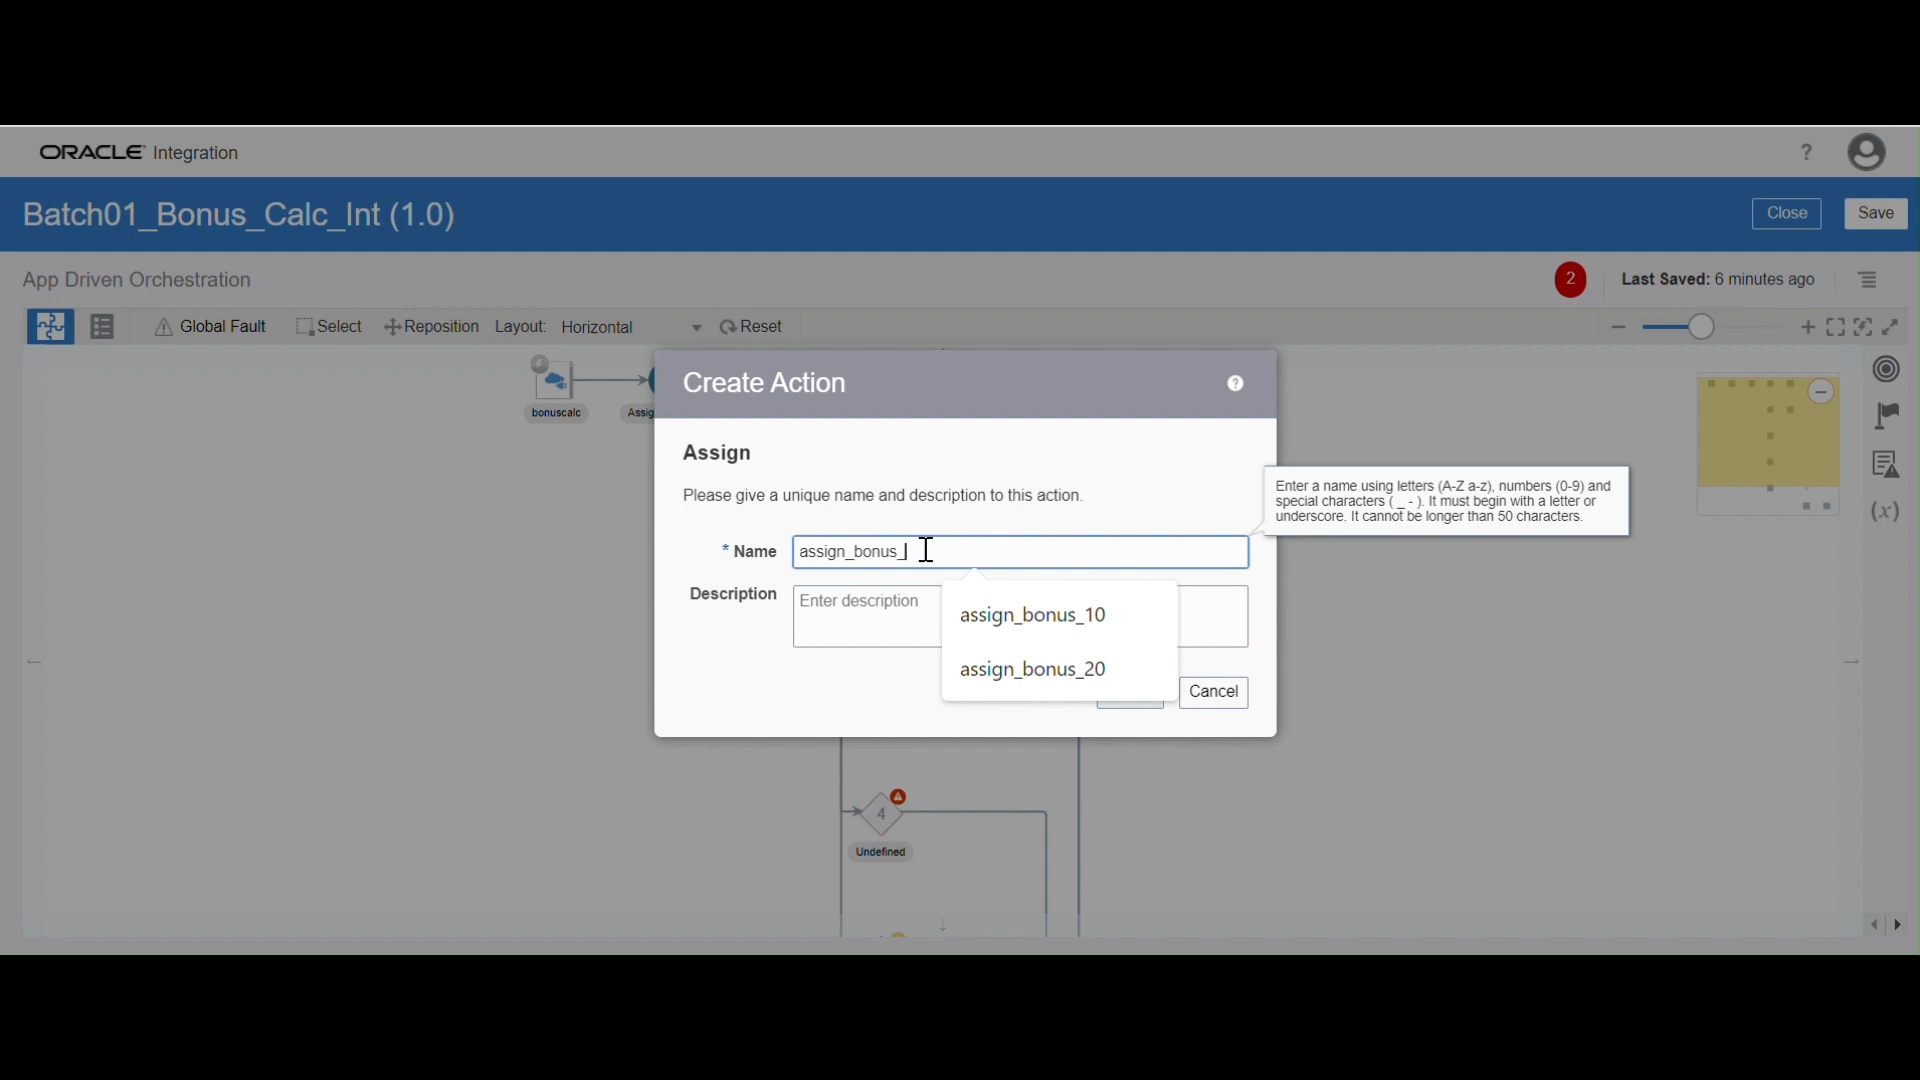 ORACLE Integration
?
Batch01_Bonus_Calc_Int (1.0)
Close
Save
App Driven Orchestration
2
Last Saved: 6 minutes ago
Global Fault
Select
Reposition
Layout:
Horizontal
Reset
bonuscalc
Assig
Create Action
?
Assign
Please give a unique name and description to this action.
Enter a name using letters (A-Z a-z), numbers (0-9) and
special characters ( _ - ). It must begin with a letter or
underscore. It cannot be longer than 50 characters.
* Name
assign_bonus_
Description
Enter description
assign_bonus_10
assign_bonus_20
Cancel
(x)
4
Undefined